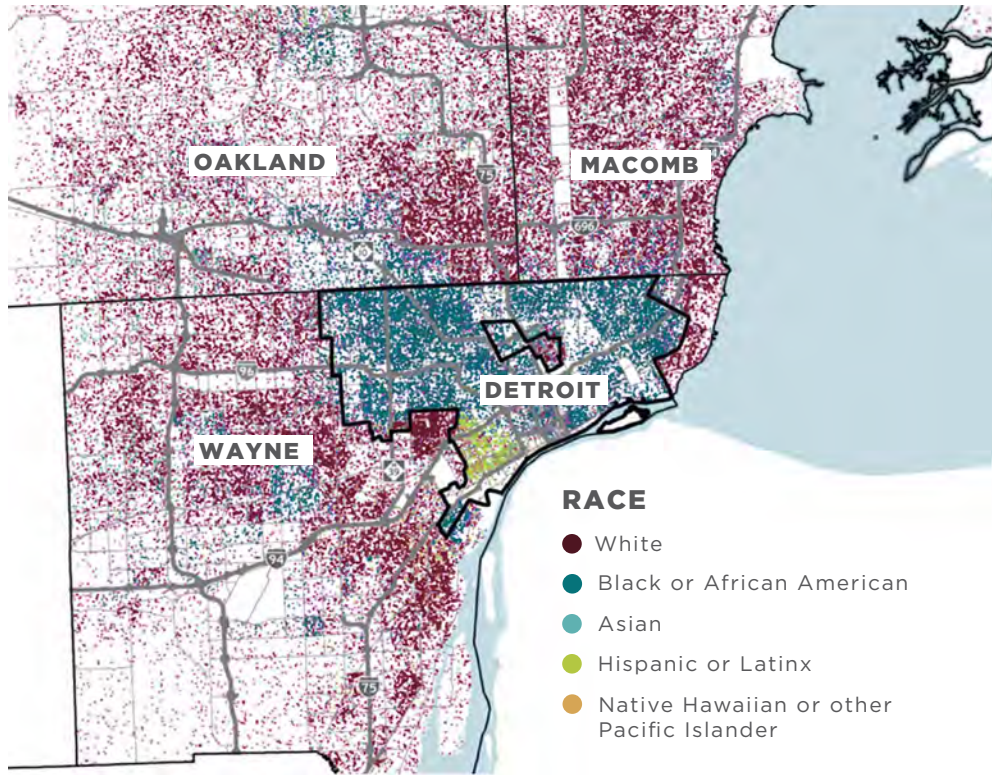 OAKLAND
MACOMB
75
696
DETROIT
96
WAYNE
94
75
RACE
White
Black or African American
Asian
Hispanic or Latinx
Native Hawaiian or other
Pacific Islander